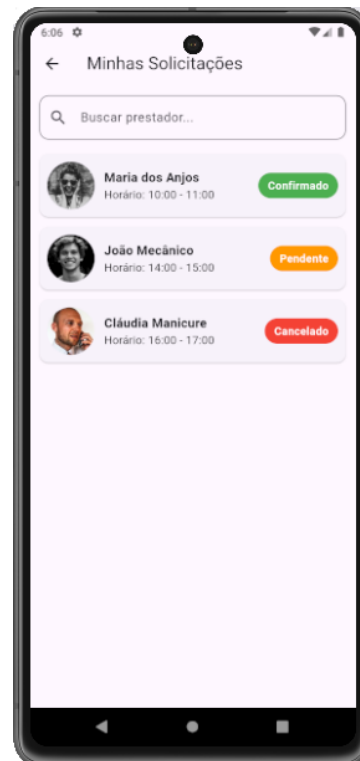 6:06
Minhas Solicitações
Buscar prestador...
Maria dos Anjos
Horário: 10:00 - 11:00
Confirmado
João Mecânico
Horário: 14:00 - 15:00
Pendente
Cláudia Manicure
Horário: 16:00 - 17:00
Cancelado